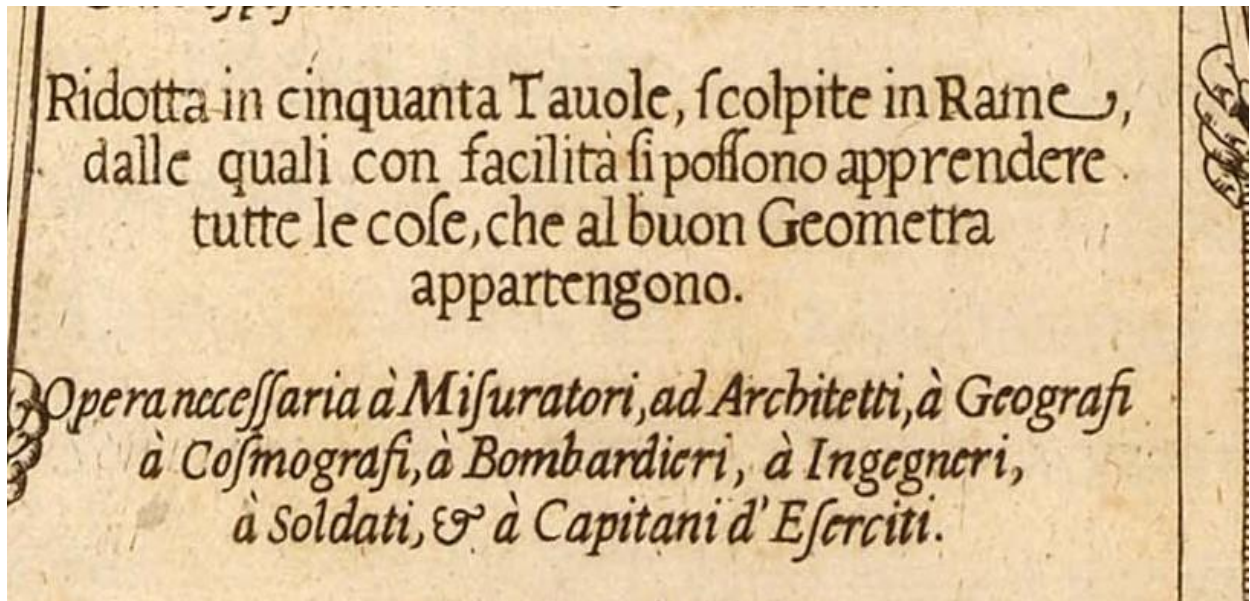 Ridotta in cinquanta Tauole, ſcolpite in Rame,
dalle quali con facilità ſi poſſono apprendere
tutte le coſe, che al buon Geometra
appartengono.
Opera neceſſaria à Miſuratori, ad Architetti, à Geografi
à Coſmografi, à Bombardieri, à Ingegneri,
à Soldati, & à Capitani d'Eſerciti.